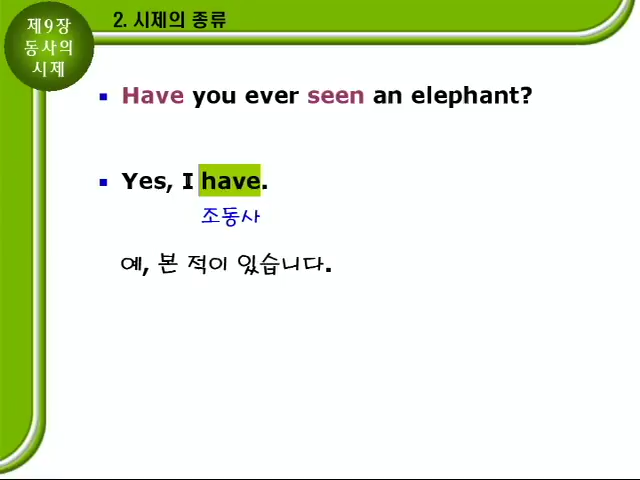 제9장
동사의
시제
2. 시제의 종류
Have you ever seen an elephant?
Yes, I have.
조동사
예, 본 적이 있습니다.